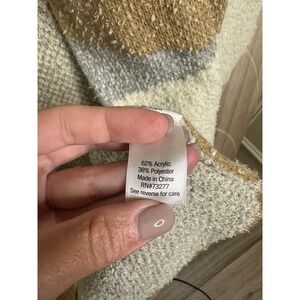 62% Acrylic
38% Polyester
Made in China
RN#73277
See reverse for care